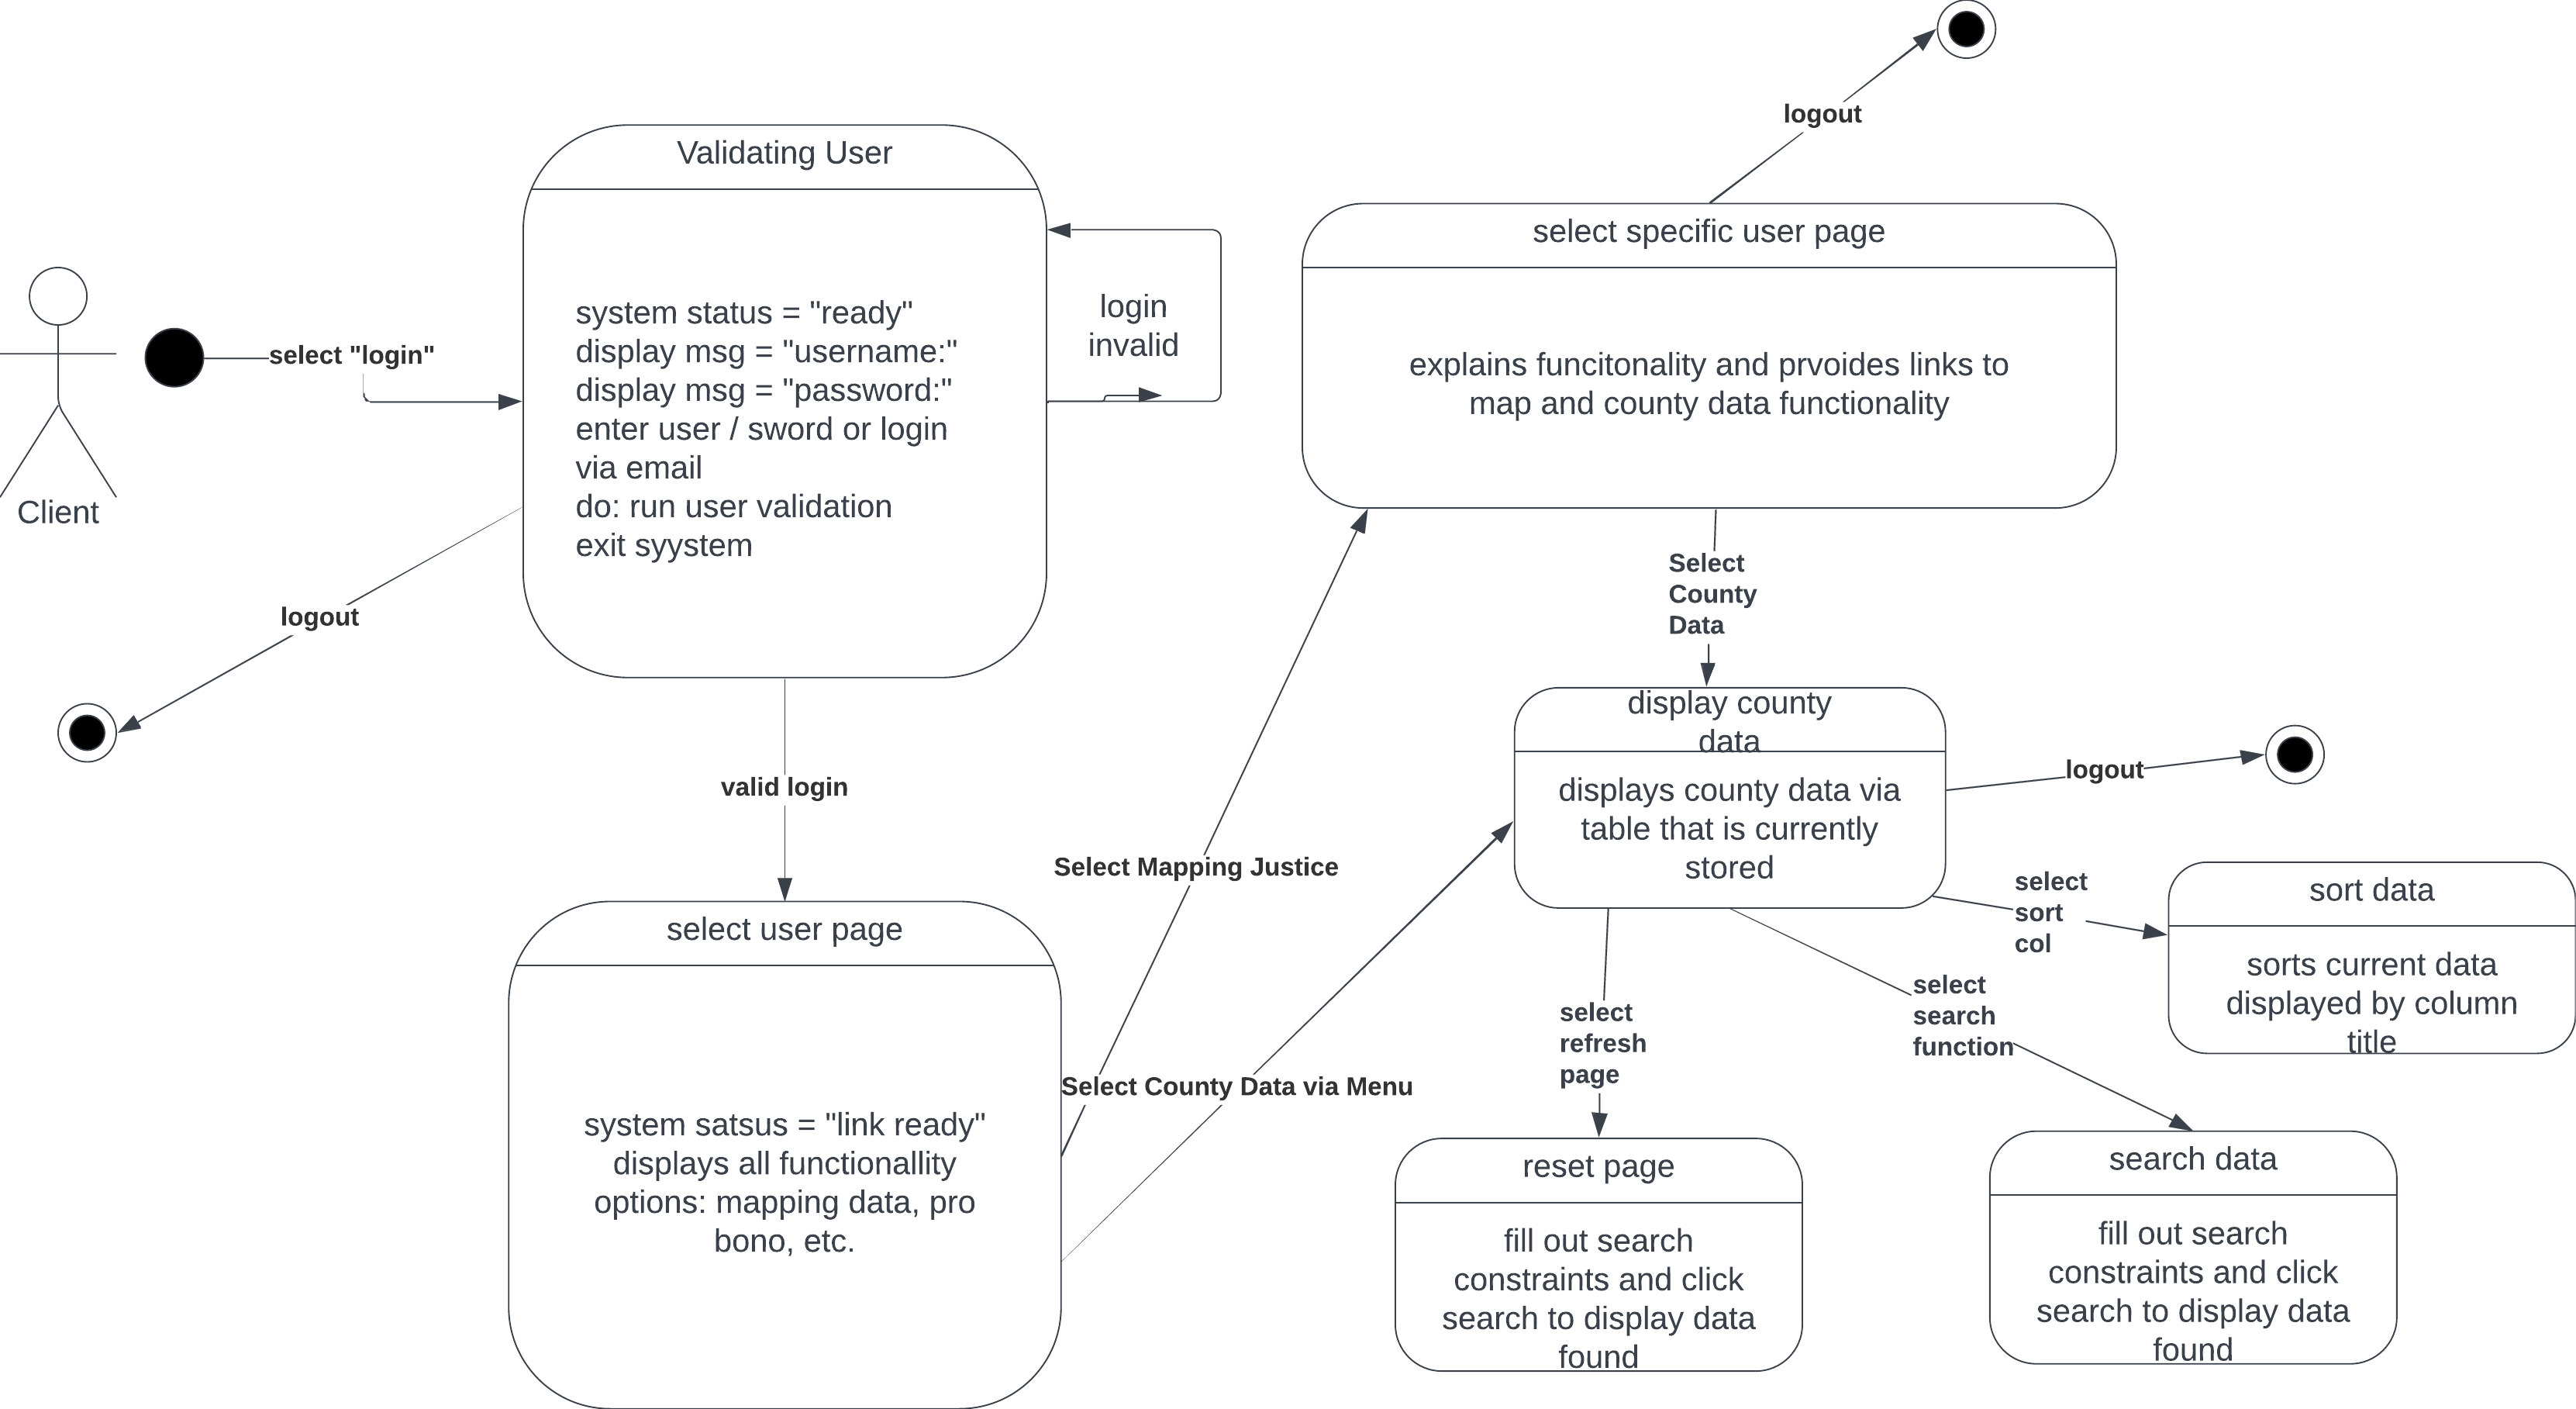 logout
Validating User
system status = "ready"
display msg = "username:"
display msg = "password:"
enter user / sword or login
via email
do: run user validation
exit syystem
login
invalid
select "login"
Client
logout
valid login
select user page
system satsus = "link ready"
displays all functionallity
options: mapping data, pro
bono, etc.
select specific user page
explains funcitonality and prvoides links to
map and county data functionality
Select
County
Data
Select Mapping Justice
Select County Data via Menu
display county
data
displays county data via
table that is currently
stored
logout
select
sort
col
sort data
sorts current data
displayed by column
title
select
refresh
page
select
search
function
reset page
fill out search
constraints and click
search to display data
found
search data
fill out search
constraints and click
search to display data
found